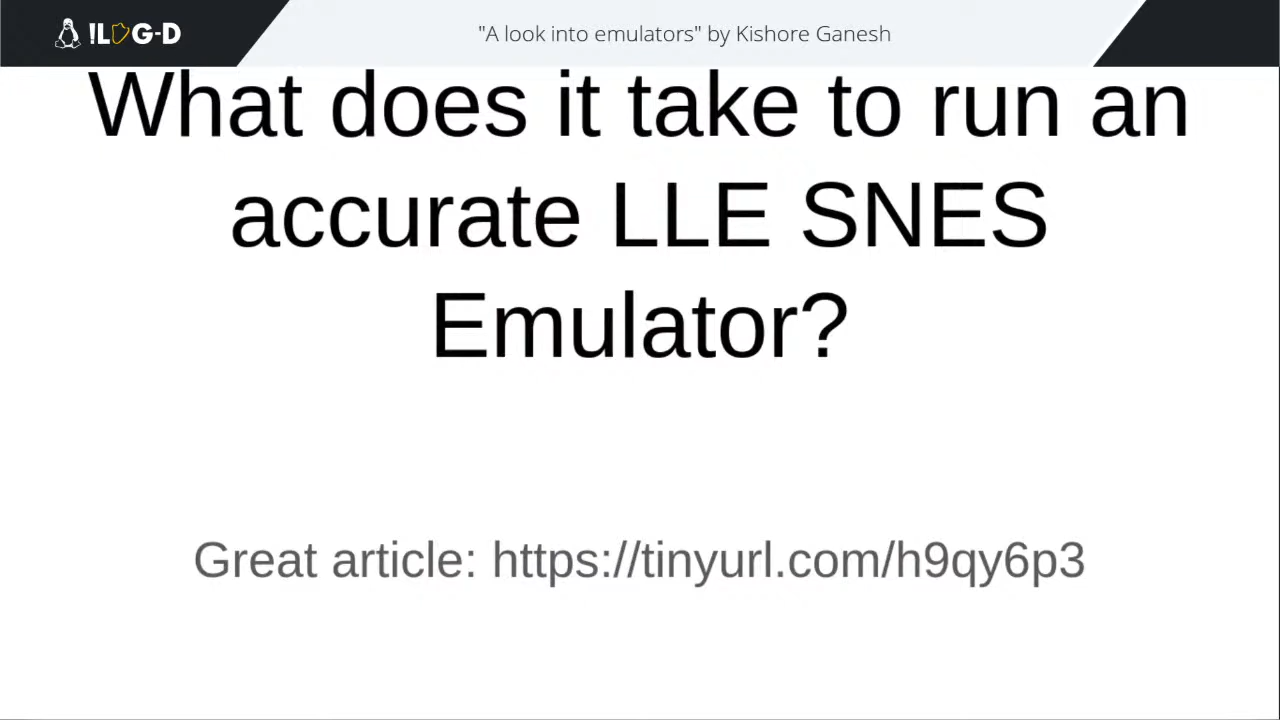 !LUG-D
"A look into emulators" by Kishore Ganesh
What does it take to run an
accurate LLE SNES
Emulator?
Great article: https://tinyurl.com/h9qy6p3